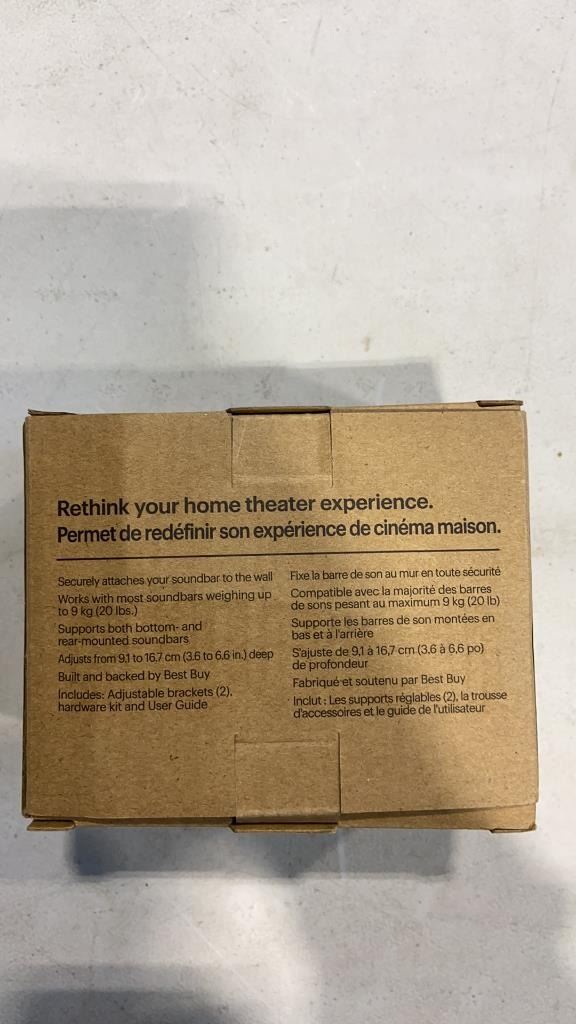 Rethink your home theater experience.
Permet de redéfinir son expérience de cinéma maison.
Securely attaches your soundbar to the wall
Works with most soundbars weighing up
to 9 kg (20 lbs.)
Supports both bottom- and
rear-mounted soundbars
Adjusts from 9.1 to 16.7 cm (3.6 to 6.6 in.) deep
Built and backed by Best Buy
Includes: Adjustable brackets (2),
hardware kit and User Guide
Fixe la barre de son au mur en toute sécurité
Compatible avec la majorité des barres
de sons pesant au maximum 9 kg (20 lb)
Supporte les barres de son montées en
bas et à l'arrière
S'ajuste de 9,1 à 16,7 cm (3,6 à 6,6 po)
de profondeur
Fabriqué et soutenu par Best Buy
Inclut : Les supports réglables (2), la trousse
d'accessoires et le guide de l'utilisateur